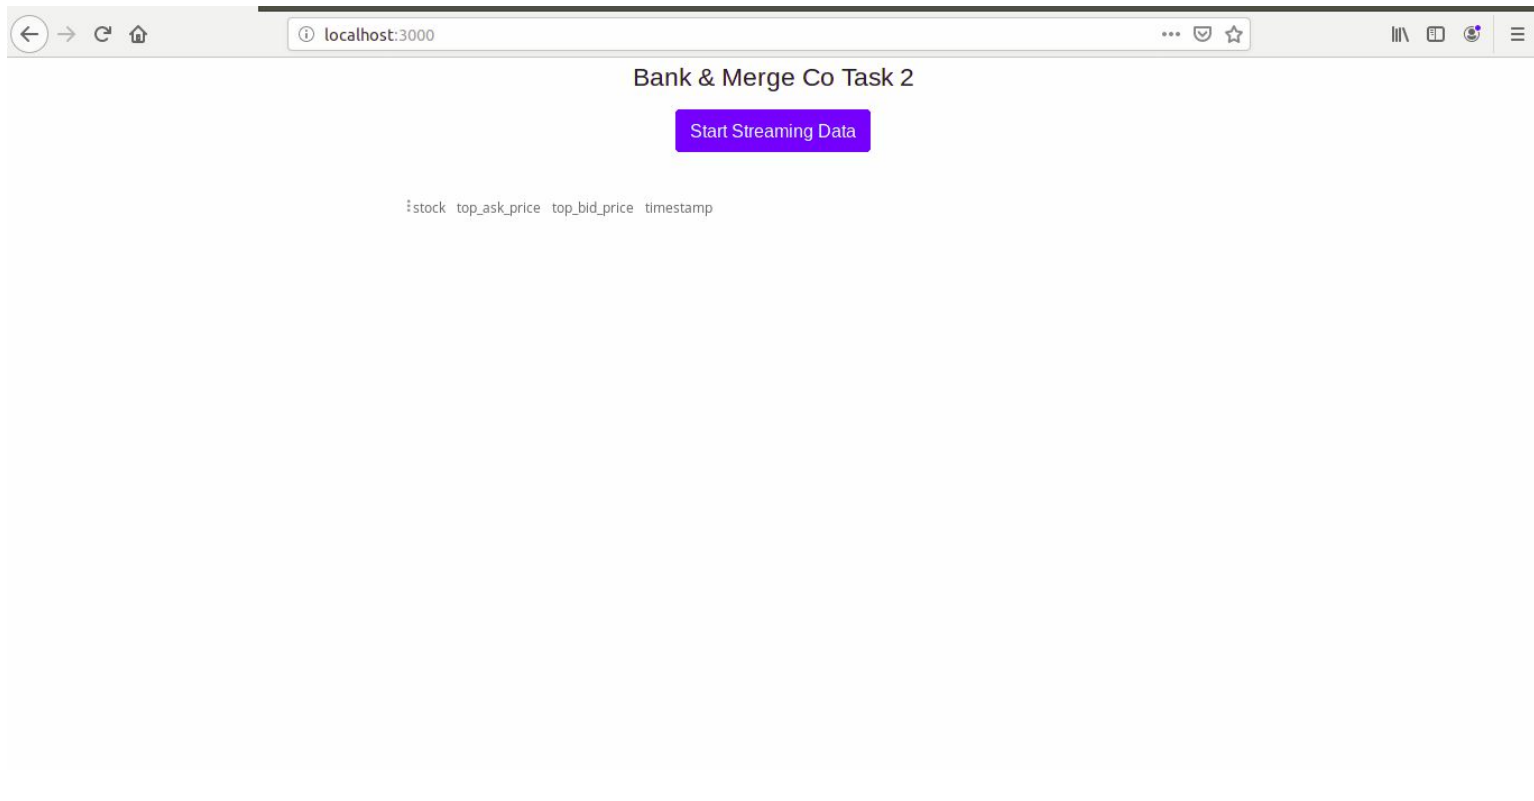 localhost:3000
Bank & Merge Co Task 2
Start Streaming Data
stock top_ask_price top_bid_price timestamp